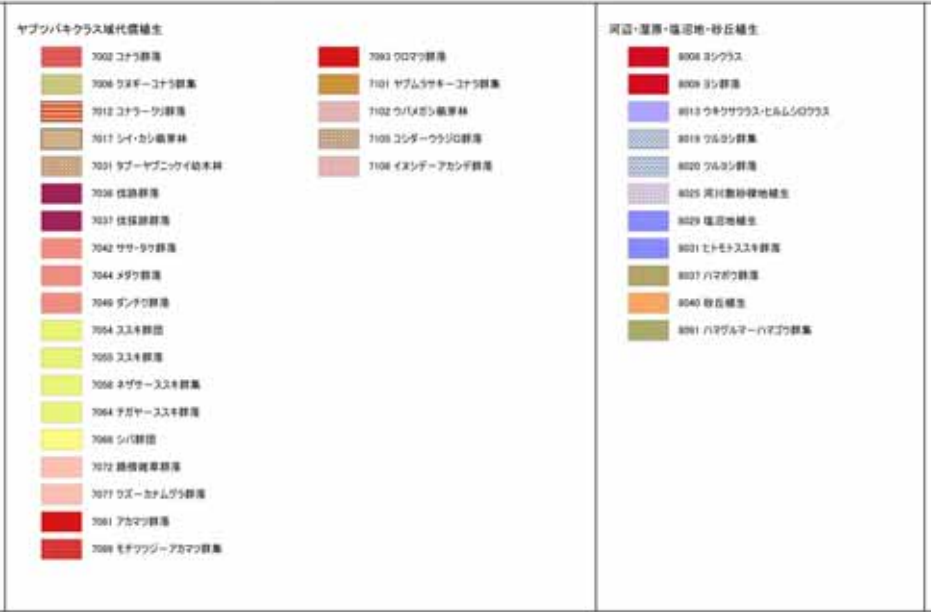 ヤブツバキクラス域代償植生
7002 コナラ群落
7006 クヌギーコナラ群集
7012 コナラークリ群落
7017 シイ・カシ萌芽林
7031 タブーヤブニッケイ幼木林
7036 伐跡群落
7037 伐採跡群落
7042 ササ・タケ群落
7044 メダケ群落
7049 ダンチク群落
7054 ススキ群団
7055 ススキ群落
7058 ネザサーススキ群集
7064 チガヤーススキ群落
7066 シバ群団
7072 路傍雑草群落
7077 クズーカナムグラ群落
7081 アカマツ群落
モチツツジーアカマツ群集
7093 クロマツ群落
7101 ヤブムラサキーコナラ群集
7102 ウバメガシ萌芽林
7105 コシダーウラジロ群落
7108 イヌシデーアカシデ群落
河辺・湿原・塩沼地・砂丘植生
8008 ヨシクラス
8009 ヨシ群落
8013 ウキクサクラス・ヒルムシロクラス
8019 ツルヨシ群集
8020 ツルヨシ群落
8025 河川敷砂礫地植生
8029 塩沼地植生
8031 ヒトモトススキ群落
8037 ハマボウ群落
8040 砂丘植生
ハマグルマーハマゴウ群集